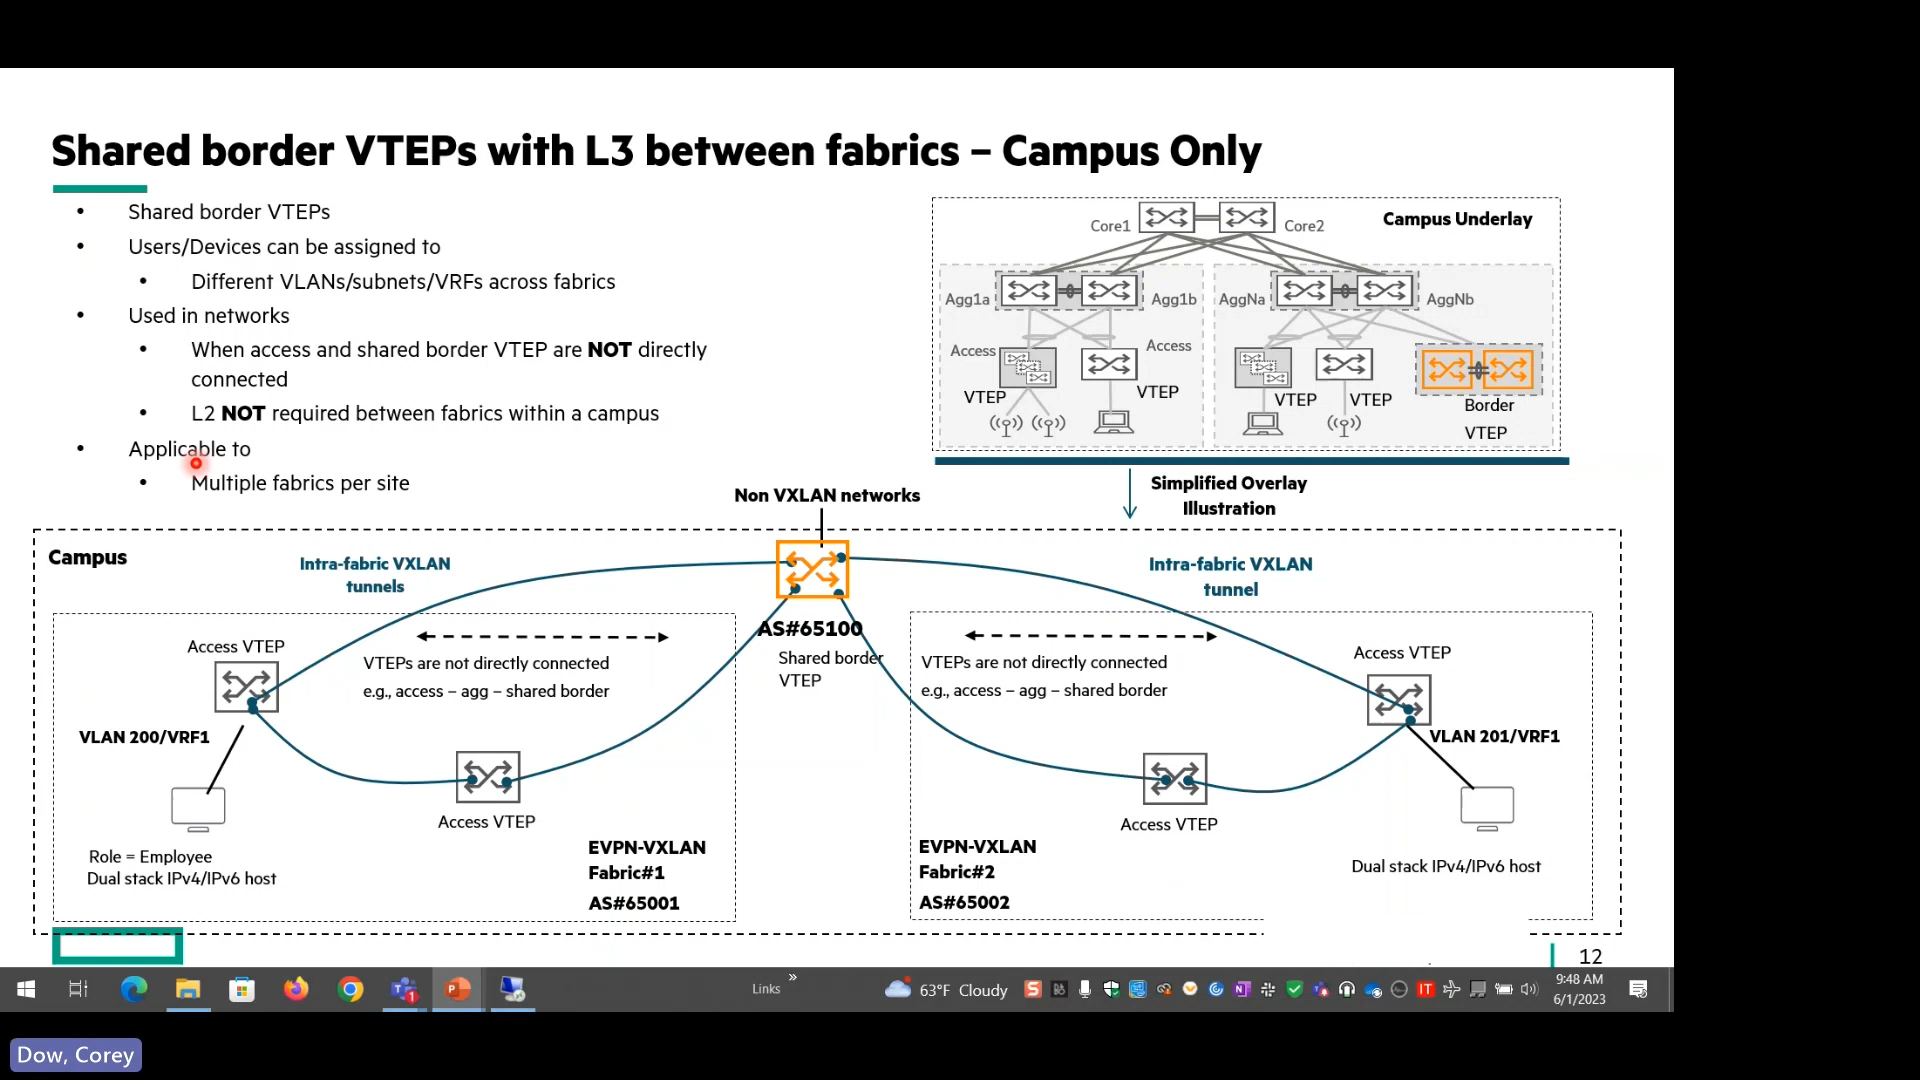 Shared border VTEPs with L3 between fabrics – Campus Only
• Shared border VTEPs
• Users/Devices can be assigned to
• Different VLANs/subnets/VRFs across fabrics
• Used in networks
• When access and shared border VTEP are NOT directly
connected
• L2 NOT required between fabrics within a campus
• Applicable to
• Multiple fabrics per site
Campus Underlay
Core1
Core2
Agg1a
Agg1b
AggNa
AggNb
Access
Access
VTEP
VTEP
VTEP
VTEP
Border
VTEP
Simplified Overlay
Illustration
Non VXLAN networks
Campus
Intra-fabric VXLAN
tunnels
Intra-fabric VXLAN
tunnel
AS#65100
Shared border
VTEP
Access VTEP
VTEPs are not directly connected
e.g., access – agg – shared border
VLAN 200/VRF1
Access VTEP
Role = Employee
Dual stack IPv4/IPv6 host
EVPN-VXLAN
Fabric#1
AS#65001
VTEPs are not directly connected
e.g., access – agg – shared border
Access VTEP
VLAN 201/VRF1
Access VTEP
EVPN-VXLAN
Fabric#2
AS#65002
Dual stack IPv4/IPv6 host
12
Links
»
63°F Cloudy
9:48 AM
6/1/2023
Dow, Corey